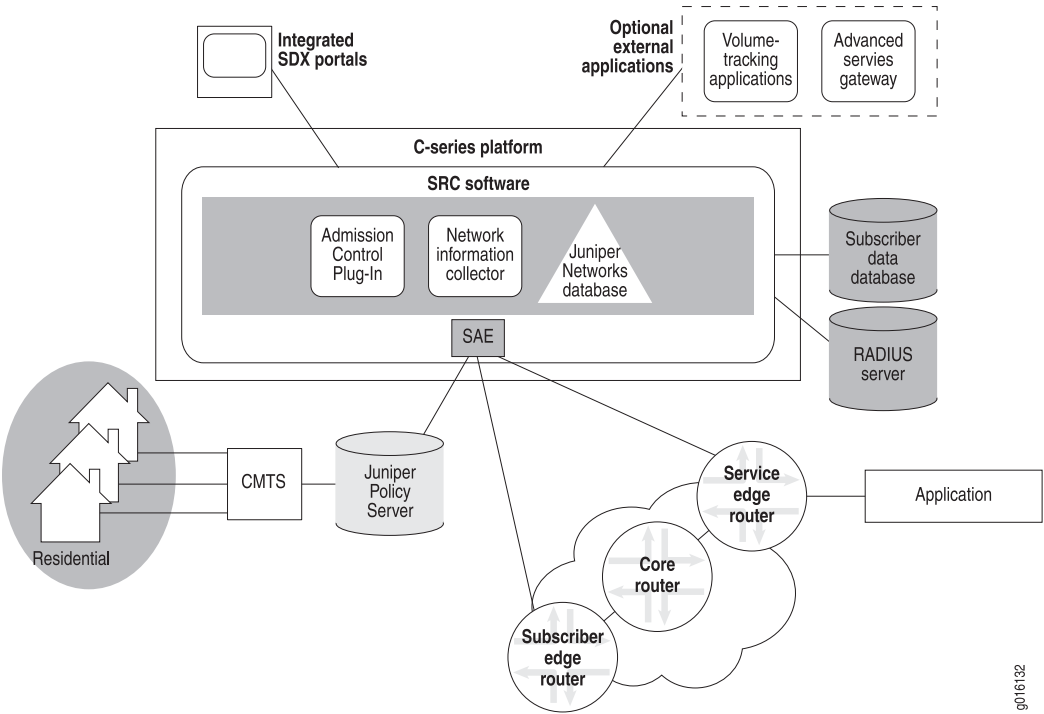 Integrated
SDX portals
Optional
external
applications
Volume-
tracking
applications
Advanced
servies
gateway
C-series platform
SRC software
Admission
Control
Plug-In
Network
information
collector
Juniper
Networks
database
Subscriber
data
database
SAE
RADIUS
server
Residential
CMTS
Juniper
Policy
Server
Service
edge
router
Application
Core
router
Subscriber
edge
router
g016132